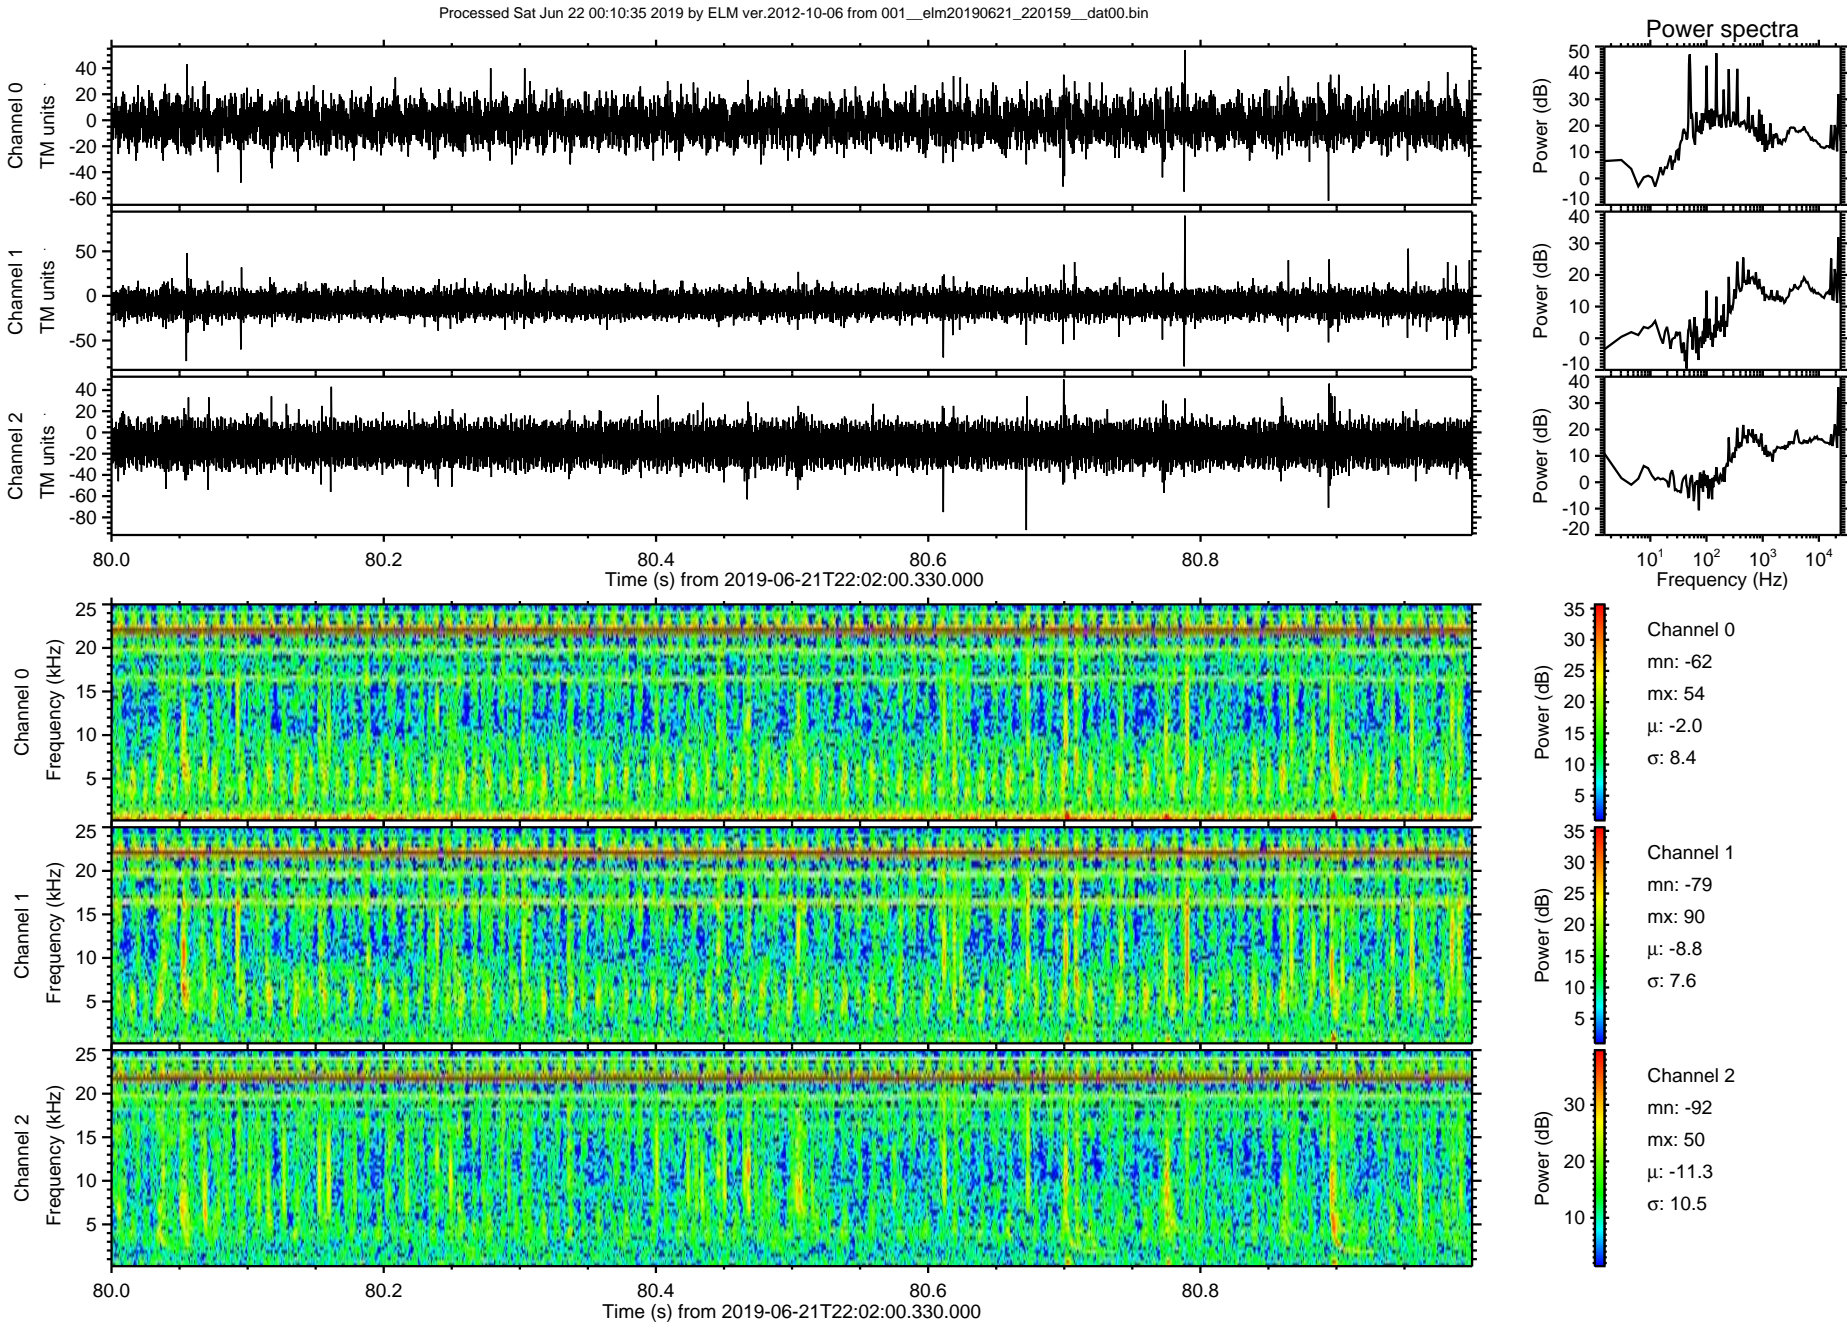 Processed Sat Jun 22 00:10:35 2019 by ELM ver.2012-10-06 from 001__elm20190621_220159__dat00.bin
Power spectra
Channel 0
TM units
40
20
0
-20
-40
-60
Power (dB)
50
40
30
20
10
0
-10
Channel 1
TM units
50
0
-50
Power (dB)
40
30
20
10
0
-10
Channel 2
TM units
40
20
0
-20
-40
-60
-80
Power (dB)
40
30
20
10
0
-10
-20
80.0 80.2 80.4 80.6 80.8
Time (s) from 2019-06-21T22:02:00.330.000
10¹ 10² 10³ 10⁴
Frequency (Hz)
Channel 0
Frequency (kHz)
25
20
15
10
5
Power (dB)
35
30
25
20
15
10
5
Channel 0
mn: -62
mx: 54
μ: -2.0
σ: 8.4
Channel 1
Frequency (kHz)
25
20
15
10
5
Power (dB)
35
30
25
20
15
10
5
Channel 1
mn: -79
mx: 90
μ: -8.8
σ: 7.6
Channel 2
Frequency (kHz)
25
20
15
10
5
Power (dB)
30
20
10
Channel 2
mn: -92
mx: 50
μ: -11.3
σ: 10.5
80.0 80.2 80.4 80.6 80.8
Time (s) from 2019-06-21T22:02:00.330.000